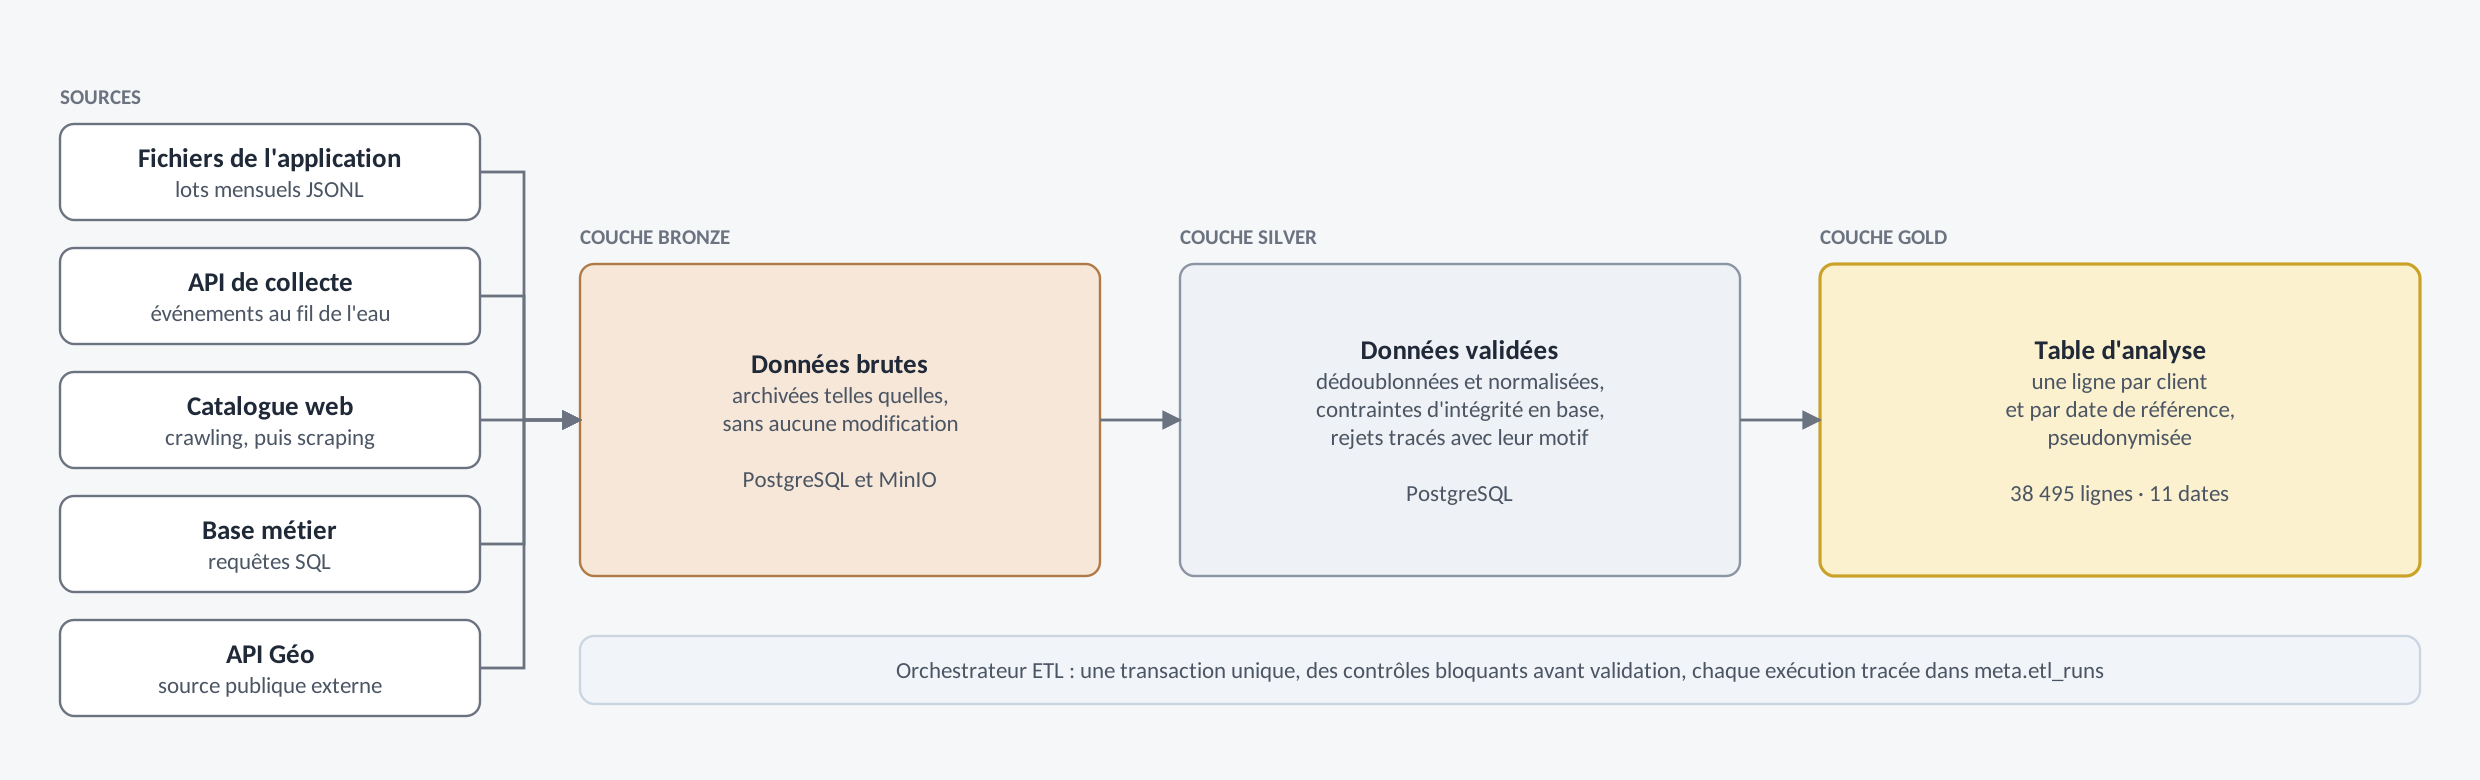 SOURCES
Fichiers de l'application
lots mensuels JSONL
API de collecte
événements au fil de l'eau
Catalogue web
crawling, puis scraping
Base métier
requêtes SQL
API Géo
source publique externe
COUCHE BRONZE
Données brutes
archivées telles quelles,
sans aucune modification
PostgreSQL et MinIO
COUCHE SILVER
Données validées
dédoublonnées et normalisées,
contraintes d'intégrité en base,
rejets tracés avec leur motif
PostgreSQL
COUCHE GOLD
Table d'analyse
une ligne par client
et par date de référence,
pseudonymisée
38 495 lignes · 11 dates
Orchestrateur ETL : une transaction unique, des contrôles bloquants avant validation, chaque exécution tracée dans meta.etl_runs